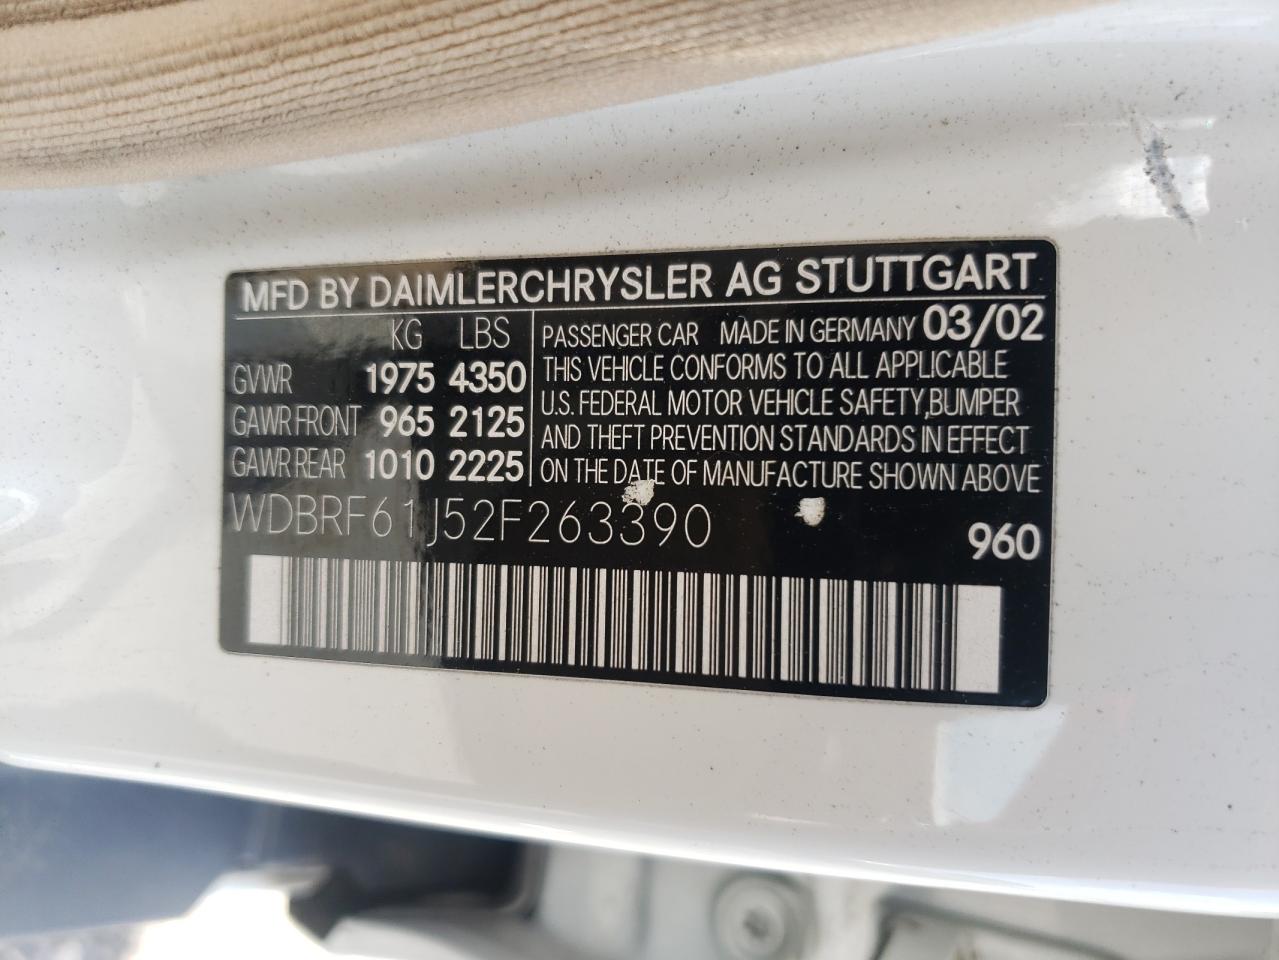 MFD BY DAIMLERCHRYSLER AG STUTTGART
KG LBS
GVWR 1975 4350
GAWR FRONT 965 2125
GAWR REAR 1010 2225
PASSENGER CAR MADE IN GERMANY 03/02
THIS VEHICLE CONFORMS TO ALL APPLICABLE
U.S. FEDERAL MOTOR VEHICLE SAFETY, BUMPER
AND THEFT PREVENTION STANDARDS IN EFFECT
ON THE DATE OF MANUFACTURE SHOWN ABOVE
WDBRF61J52F263390
960